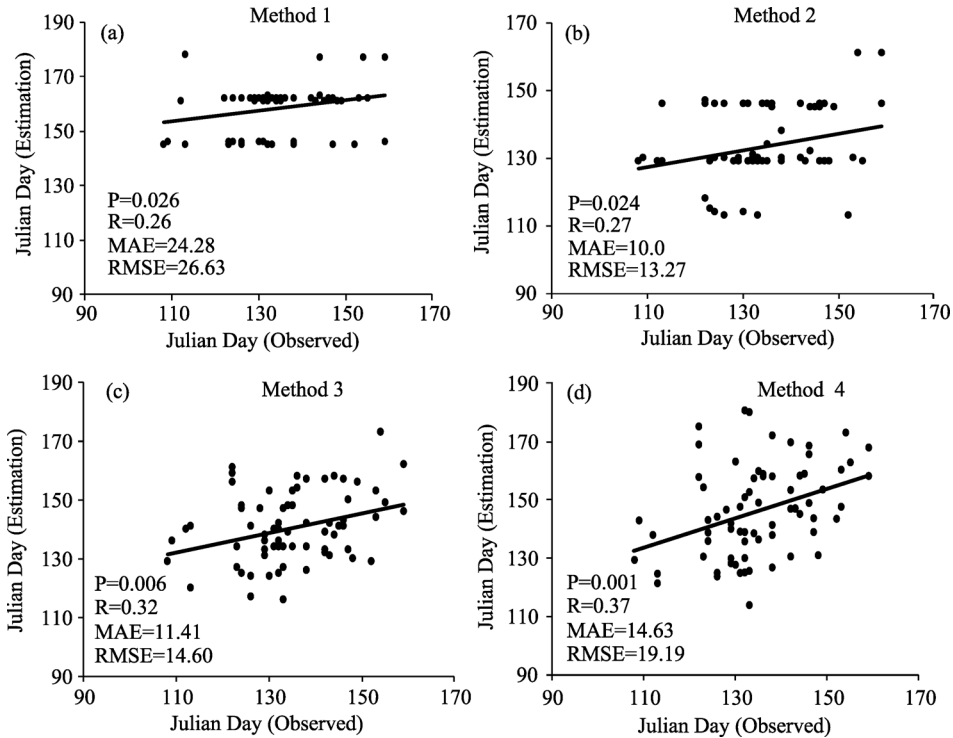 Method 1
(a)
190
170
150
130
110
90
Julian Day (Estimation)
P=0.026
R=0.26
MAE=24.28
RMSE=26.63
90 110 130 150 170
Julian Day (Observed)
Method 2
(b)
190
170
150
130
110
90
Julian Day (Estimation)
P=0.024
R=0.27
MAE=10.0
RMSE=13.27
90 110 130 150 170
Julian Day (Observed)
Method 3
(c)
190
170
150
130
110
90
Julian Day (Estimation)
P=0.006
R=0.32
MAE=11.41
RMSE=14.60
90 110 130 150 170
Julian Day (Observed)
Method 4
(d)
190
170
150
130
110
90
Julian Day (Estimation)
P=0.001
R=0.37
MAE=14.63
RMSE=19.19
90 110 130 150 170
Julian Day (Observed)